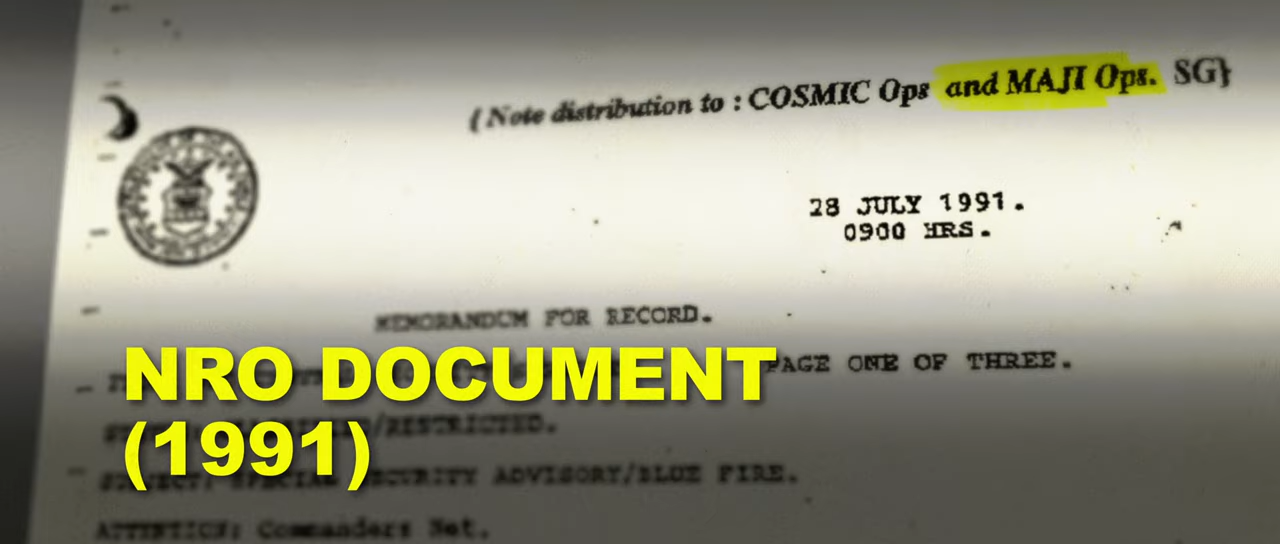 { Note distribution to : COSMIC Ops and MAJI Ops. SG}
28 JULY 1991.
0900 HRS.
MEMORANDUM FOR RECORD.
PAGE ONE OF THREE.
NRO DOCUMENT
/RESTRICTED.
(1991)
SECURITY ADVISORY/BLUE FIRE.
ATTENTION: Commanders Net.